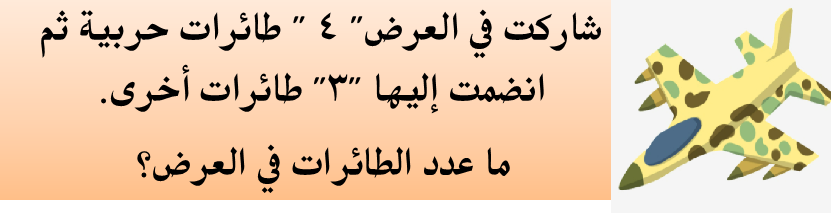 شاركت في العرض" ٤ " طائرات حربية ثم
انضمت إليها "٣" طائرات أخرى.
ما عدد الطائرات في العرض؟